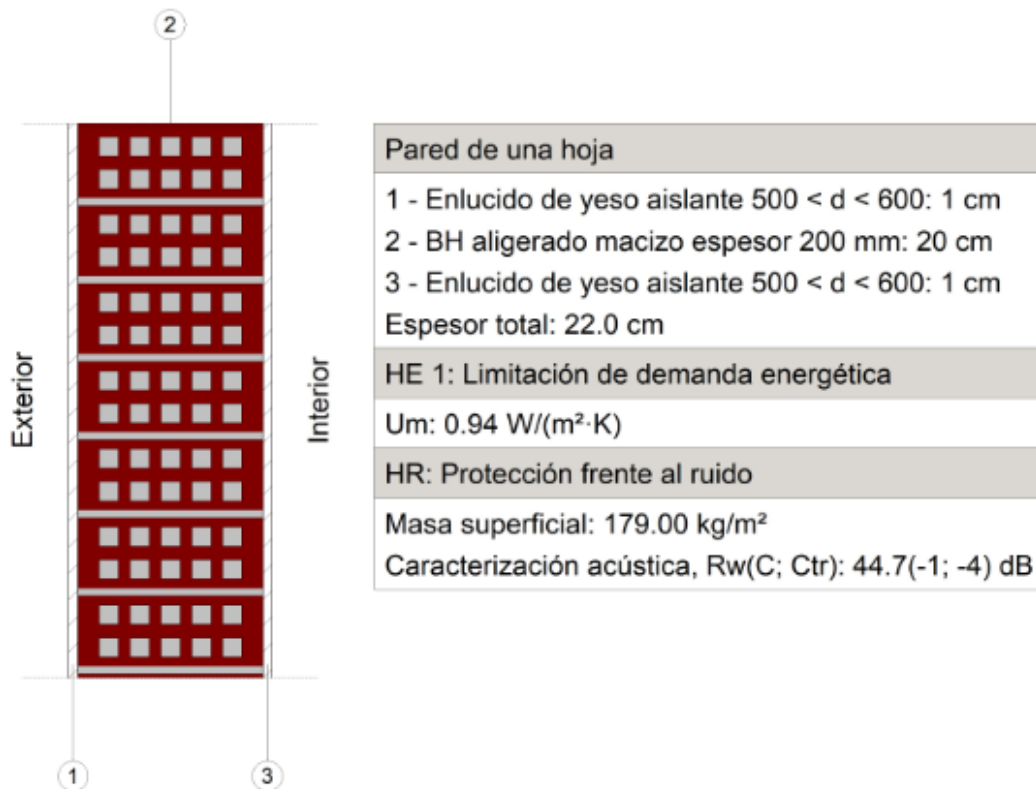 2
Exterior
Interior
1
3
Pared de una hoja
1 - Enlucido de yeso aislante 500 < d < 600: 1 cm
2 - BH aligerado macizo espesor 200 mm: 20 cm
3 - Enlucido de yeso aislante 500 < d < 600: 1 cm
Espesor total: 22.0 cm
HE 1: Limitación de demanda energética
Um: 0.94 W/(m²·K)
HR: Protección frente al ruido
Masa superficial: 179.00 kg/m²
Caracterización acústica, Rw(C; Ctr): 44.7(-1; -4) dB